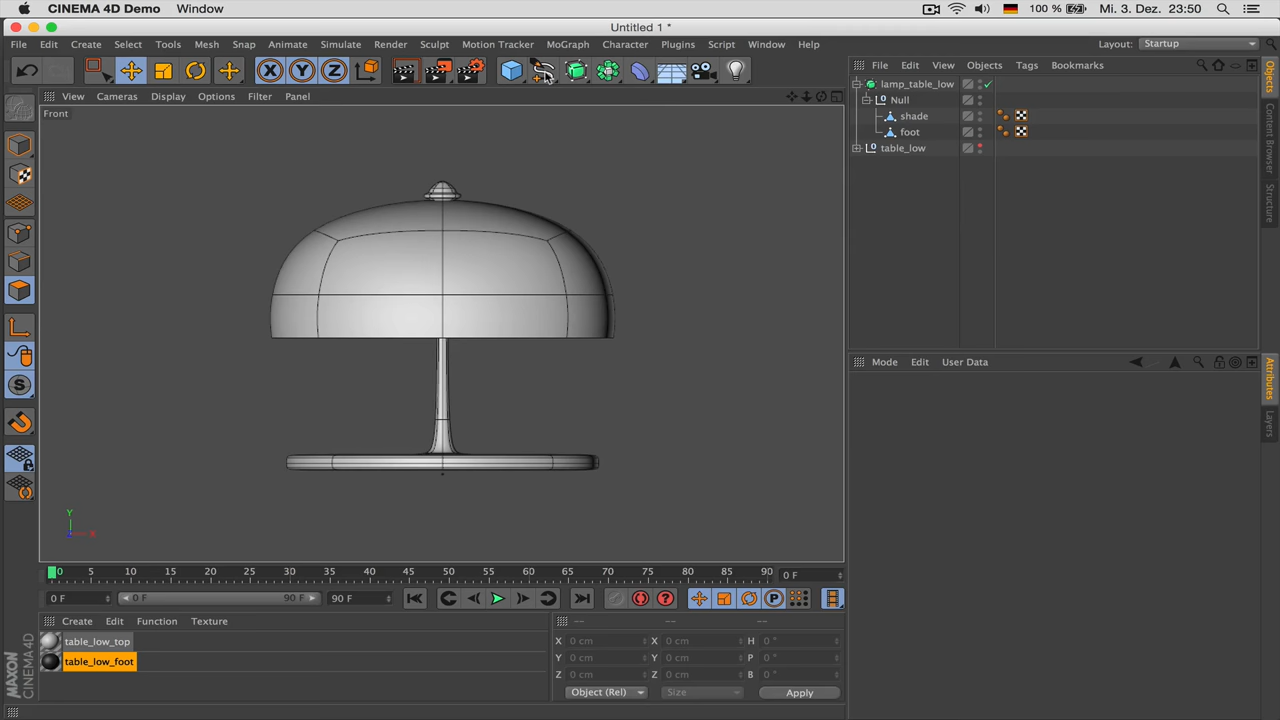 CINEMA 4D Demo Window 100 % Mi. 3. Dez. 23:50
Untitled 1 *
File Edit Create Select Tools Mesh Snap Animate Simulate Render Sculpt Motion Tracker MoGraph Character Plugins Script Window Help Layout: Startup
X Y Z
File Edit View Objects Tags Bookmarks
View Cameras Display Options Filter Panel
Front
lamp_table_low
Null
shade
foot
table_low
Objects
Content Browser
Structure
Mode Edit User Data
Attributes
Layers
S
Y
X
0 5 10 15 20 25 30 35 40 45 50 55 60 65 70 75 80 85 90 0 F
0 F 0 F 90 F 90 F
P
Create Edit Function Texture -- -- --
table_low_top
table_low_foot
X 0 cm X 0 cm H 0 °
Y 0 cm Y 0 cm P 0 °
Z 0 cm Z 0 cm B 0 °
Object (Rel) Size Apply
MAXON
CINEMA 4D